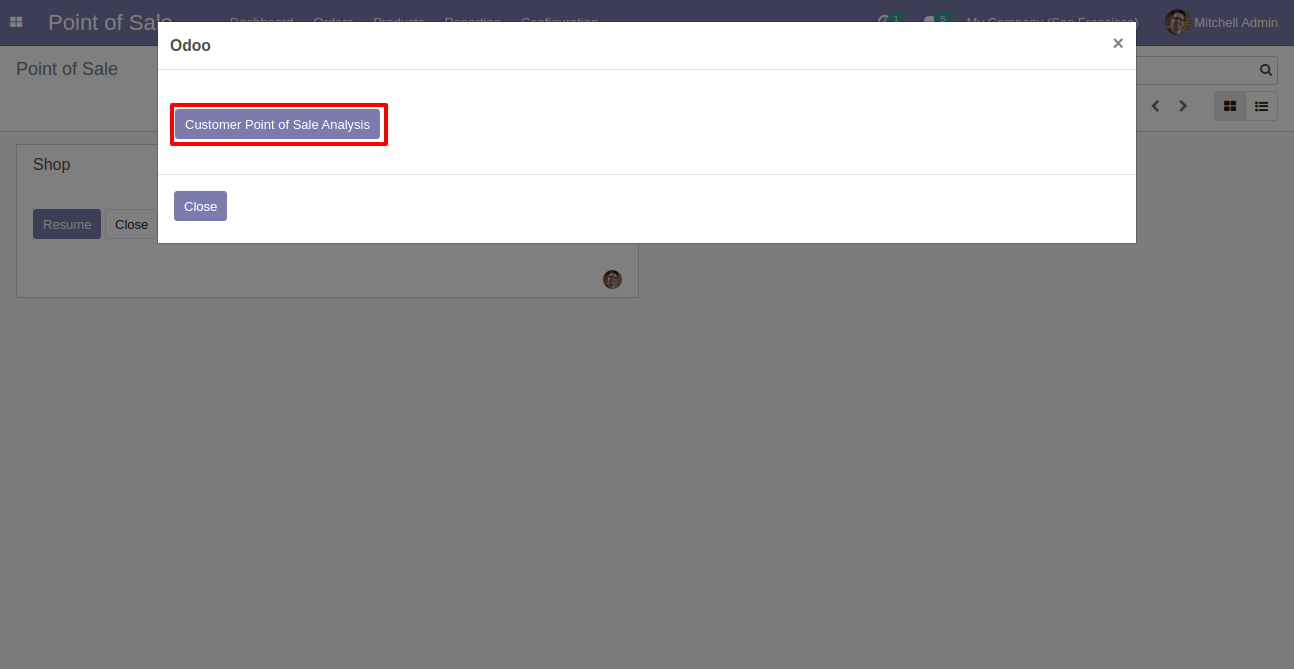 Point of Sale Dashboard Orders Products Reporting Configuration 1 5 My Company (San Francisco) Mitchell Admin
Odoo ×
Point of Sale
Customer Point of Sale Analysis
Shop
Close
Resume Close